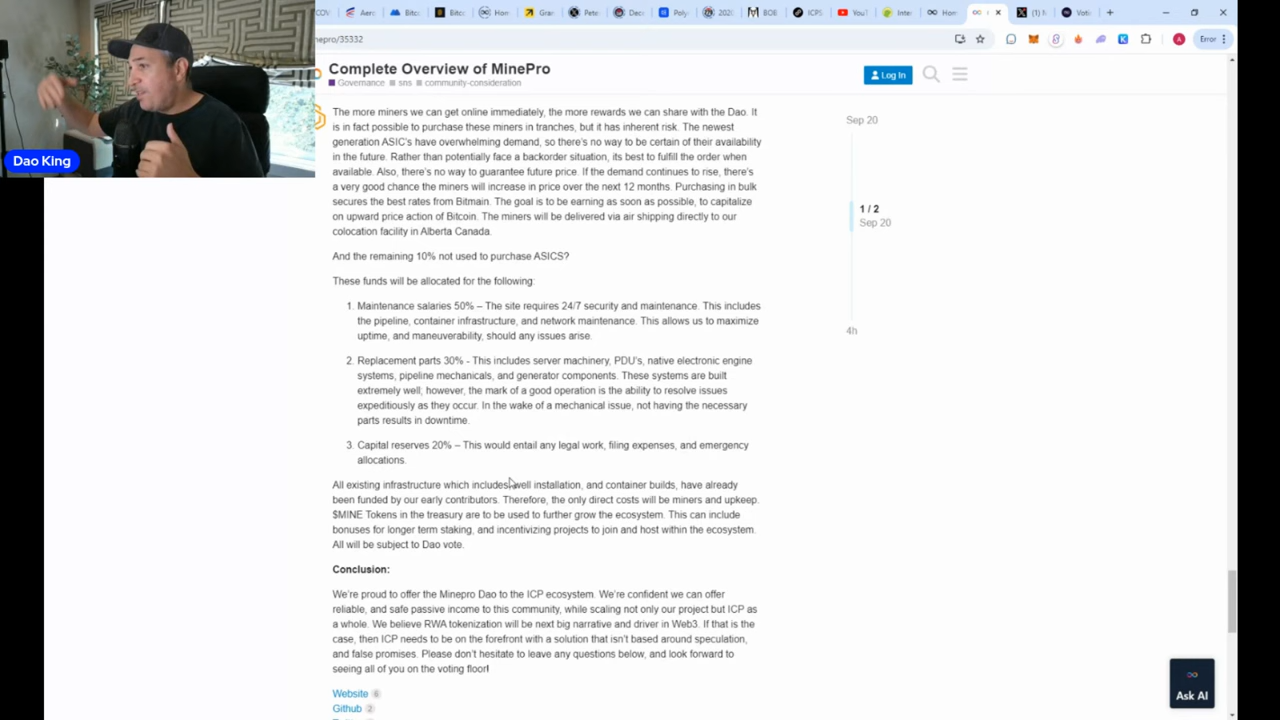 COV
Aero
Bitc
Bitco
Hom
Gra
Pete
Dec
Poly
2020
BOB
ICPS
You
Inte
Hom
(1)
Voti
nepro/35332
Error
Complete Overview of MinePro
Governance sns community-consideration
Log In
The more miners we can get online immediately, the more rewards we can share with the Dao. It
is in fact possible to purchase these miners in tranches, but it has inherent risk. The newest
generation ASIC's have overwhelming demand, so there's no way to be certain of their availability
in the future. Rather than potentially face a backorder situation, its best to fulfill the order when
available. Also, there's no way to guarantee future price. If the demand continues to rise, there's
a very good chance the miners will increase in price over the next 12 months. Purchasing in bulk
secures the best rates from Bitmain. The goal is to be earning as soon as possible, to capitalize
on upward price action of Bitcoin. The miners will be delivered via air shipping directly to our
colocation facility in Alberta Canada.
And the remaining 10% not used to purchase ASICS?
These funds will be allocated for the following:
1. Maintenance salaries 50% – The site requires 24/7 security and maintenance. This includes
the pipeline, container infrastructure, and network maintenance. This allows us to maximize
uptime, and maneuverability, should any issues arise.
2. Replacement parts 30% - This includes server machinery, PDU's, native electronic engine
systems, pipeline mechanicals, and generator components. These systems are built
extremely well; however, the mark of a good operation is the ability to resolve issues
expeditiously as they occur. In the wake of a mechanical issue, not having the necessary
parts results in downtime.
3. Capital reserves 20% – This would entail any legal work, filing expenses, and emergency
allocations.
All existing infrastructure which includes well installation, and container builds, have already
been funded by our early contributors. Therefore, the only direct costs will be miners and upkeep.
$MINE Tokens in the treasury are to be used to further grow the ecosystem. This can include
bonuses for longer term staking, and incentivizing projects to join and host within the ecosystem.
All will be subject to Dao vote.
Conclusion:
We're proud to offer the Minepro Dao to the ICP ecosystem. We're confident we can offer
reliable, and safe passive income to this community, while scaling not only our project but ICP as
a whole. We believe RWA tokenization will be next big narrative and driver in Web3. If that is the
case, then ICP needs to be on the forefront with a solution that isn't based around speculation,
and false promises. Please don't hesitate to leave any questions below, and look forward to
seeing all of you on the voting floor!
Website 6
Github 2
Sep 20
1 / 2
Sep 20
4h
Dao King
Ask AI